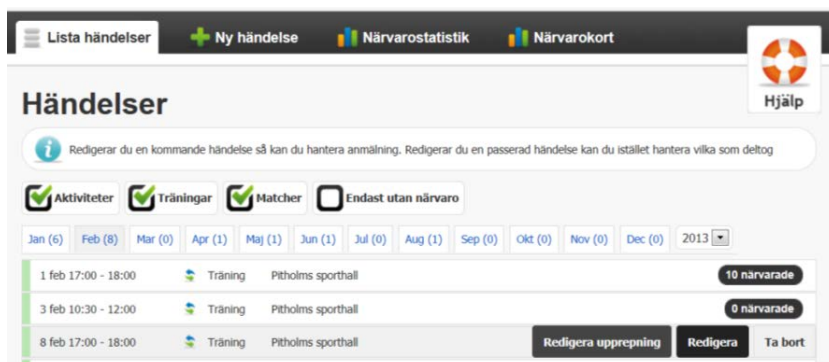 Lista händelser Ny händelse Närvarostatistik Närvarokort
Hjälp
Händelser
Redigerar du en kommande händelse så kan du hantera anmälning. Redigerar du en passerad händelse kan du istället hantera vilka som deltog
Aktiviteter Träningar Matcher Endast utan närvaro
Jan (6) Feb (8) Mar (0) Apr (1) Maj (1) Jun (1) Jul (0) Aug (1) Sep (0) Okt (0) Nov (0) Dec (0) 2013
1 feb 17:00 - 18:00 Träning Pitholms sporthall 10 närvarade
3 feb 10:30 - 12:00 Träning Pitholms sporthall 0 närvarade
8 feb 17:00 - 18:00 Träning Pitholms sporthall Redigera upprepning Redigera Ta bort